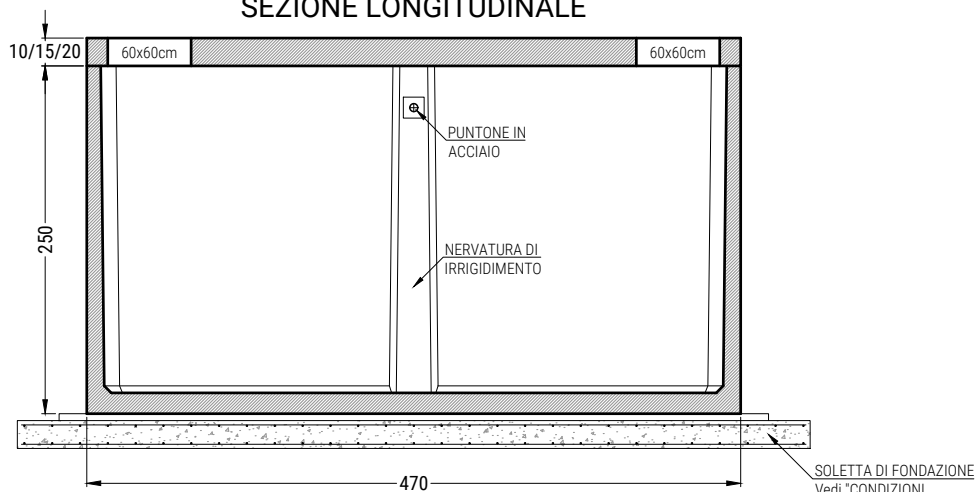 SEZIONE LONGITUDINALE
10/15/20
60x60cm
60x60cm
PUNTONE IN
ACCIAIO
250
NERVATURA DI
IRRIGIDIMENTO
470
SOLETTA DI FONDAZIONE
Vedi "CONDIZIONI